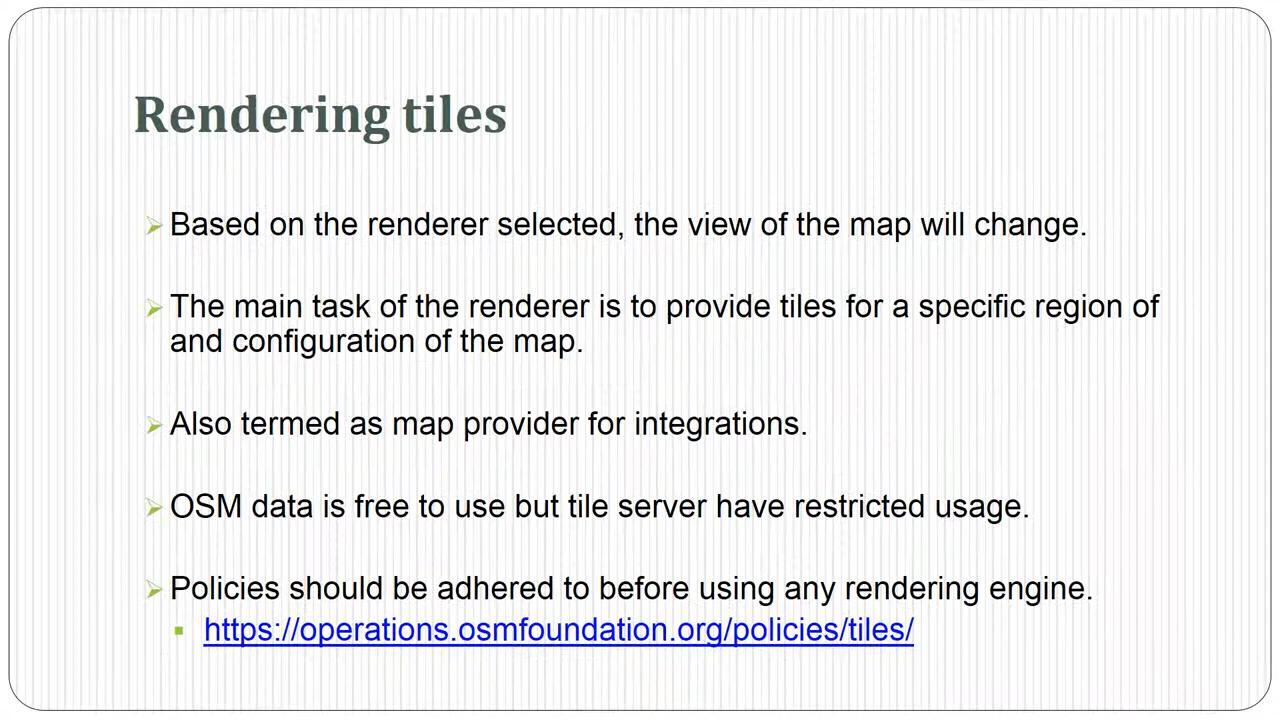 Rendering tiles
Based on the renderer selected, the view of the map will change.
The main task of the renderer is to provide tiles for a specific region of
and configuration of the map.
Also termed as map provider for integrations.
OSM data is free to use but tile server have restricted usage.
Policies should be adhered to before using any rendering engine.
https://operations.osmfoundation.org/policies/tiles/